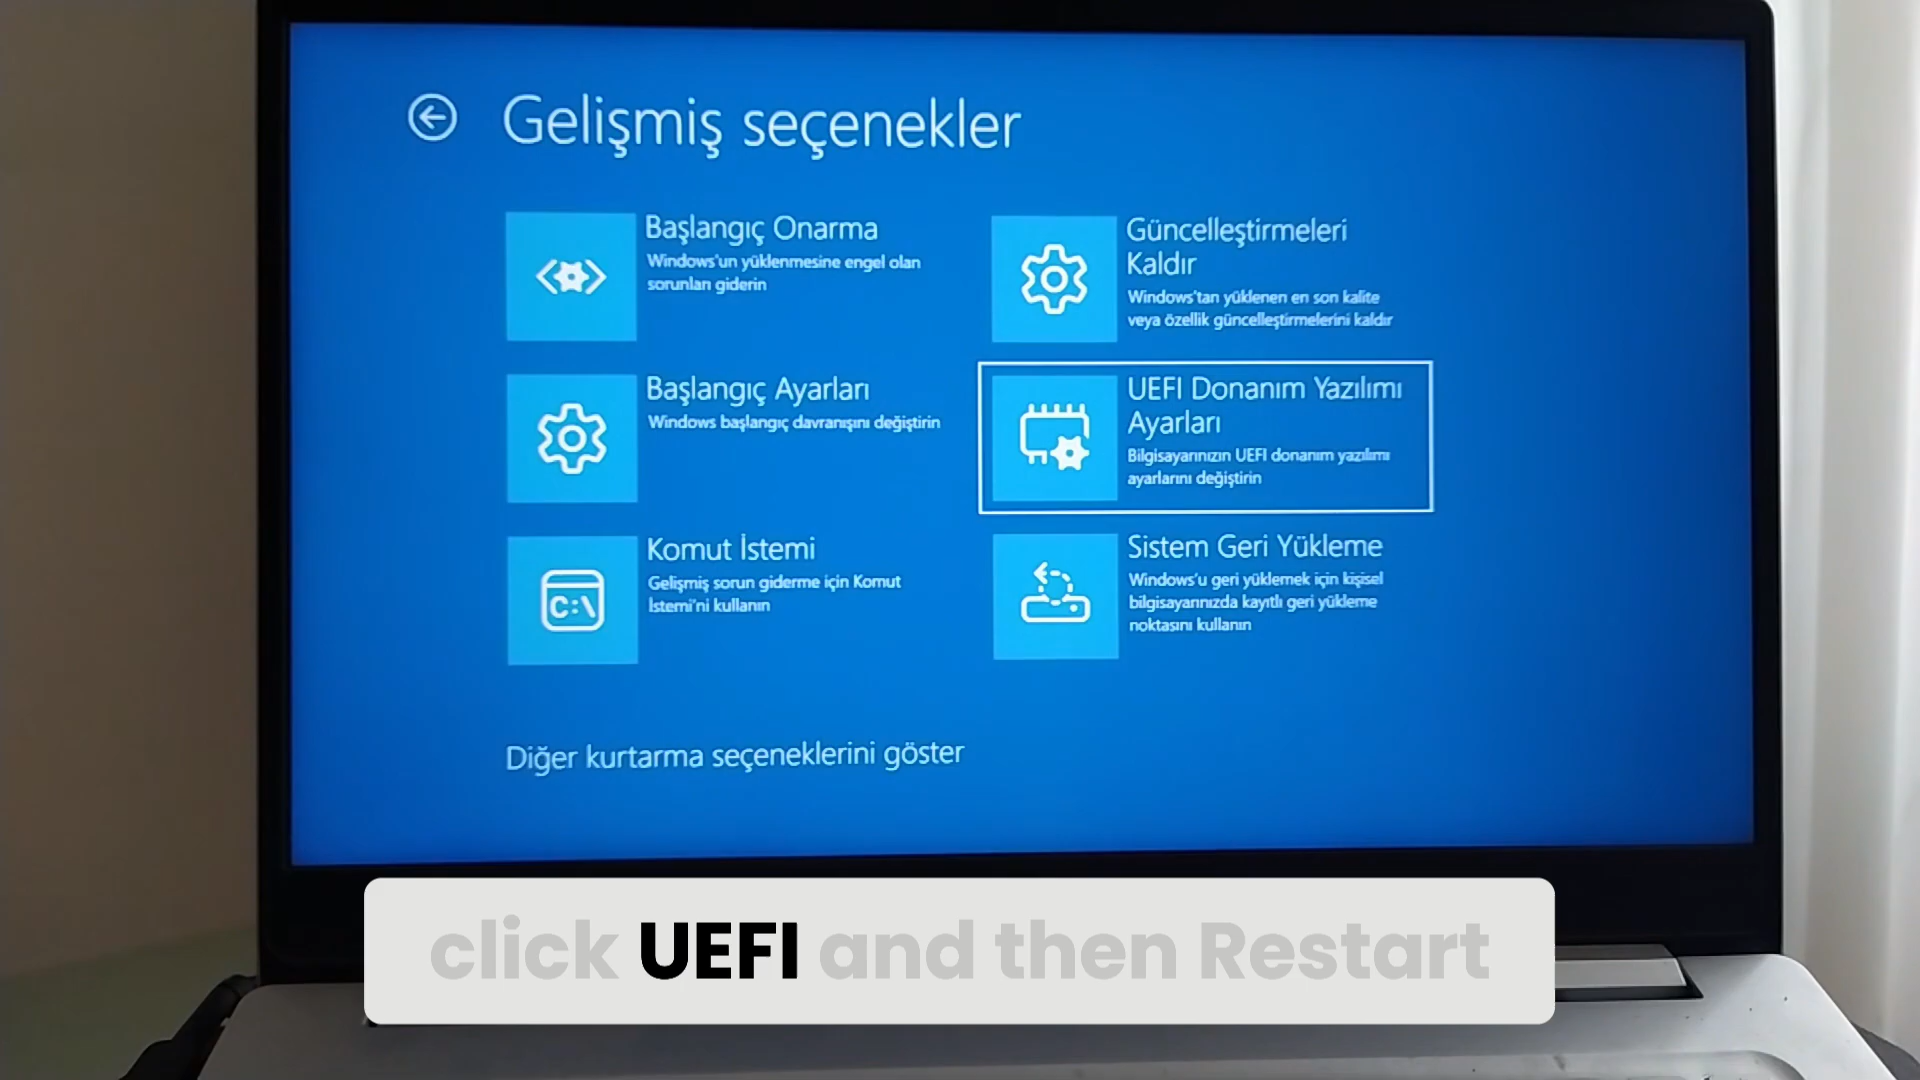 Gelişmiş seçenekler
Başlangıç Onarma
Windows'un yüklenmesine engel olan
sorunları giderin
Güncelleştirmeleri
Kaldır
Windows'tan yüklenen en son kalite
veya özellik güncelleştirmelerini kaldır
Başlangıç Ayarları
Windows başlangıç davranışını değiştirin
UEFI Donanım Yazılımı
Ayarları
Bilgisayarınızın UEFI donanım yazılımı
ayarlarını değiştirin
Komut İstemi
Gelişmiş sorun giderme için Komut
İstemi'ni kullanın
C:\
Sistem Geri Yükleme
Windows'u geri yüklemek için kişisel
bilgisayarınızda kayıtlı geri yükleme
noktasını kullanın
Diğer kurtarma seçeneklerini göster
click UEFI and then Restart